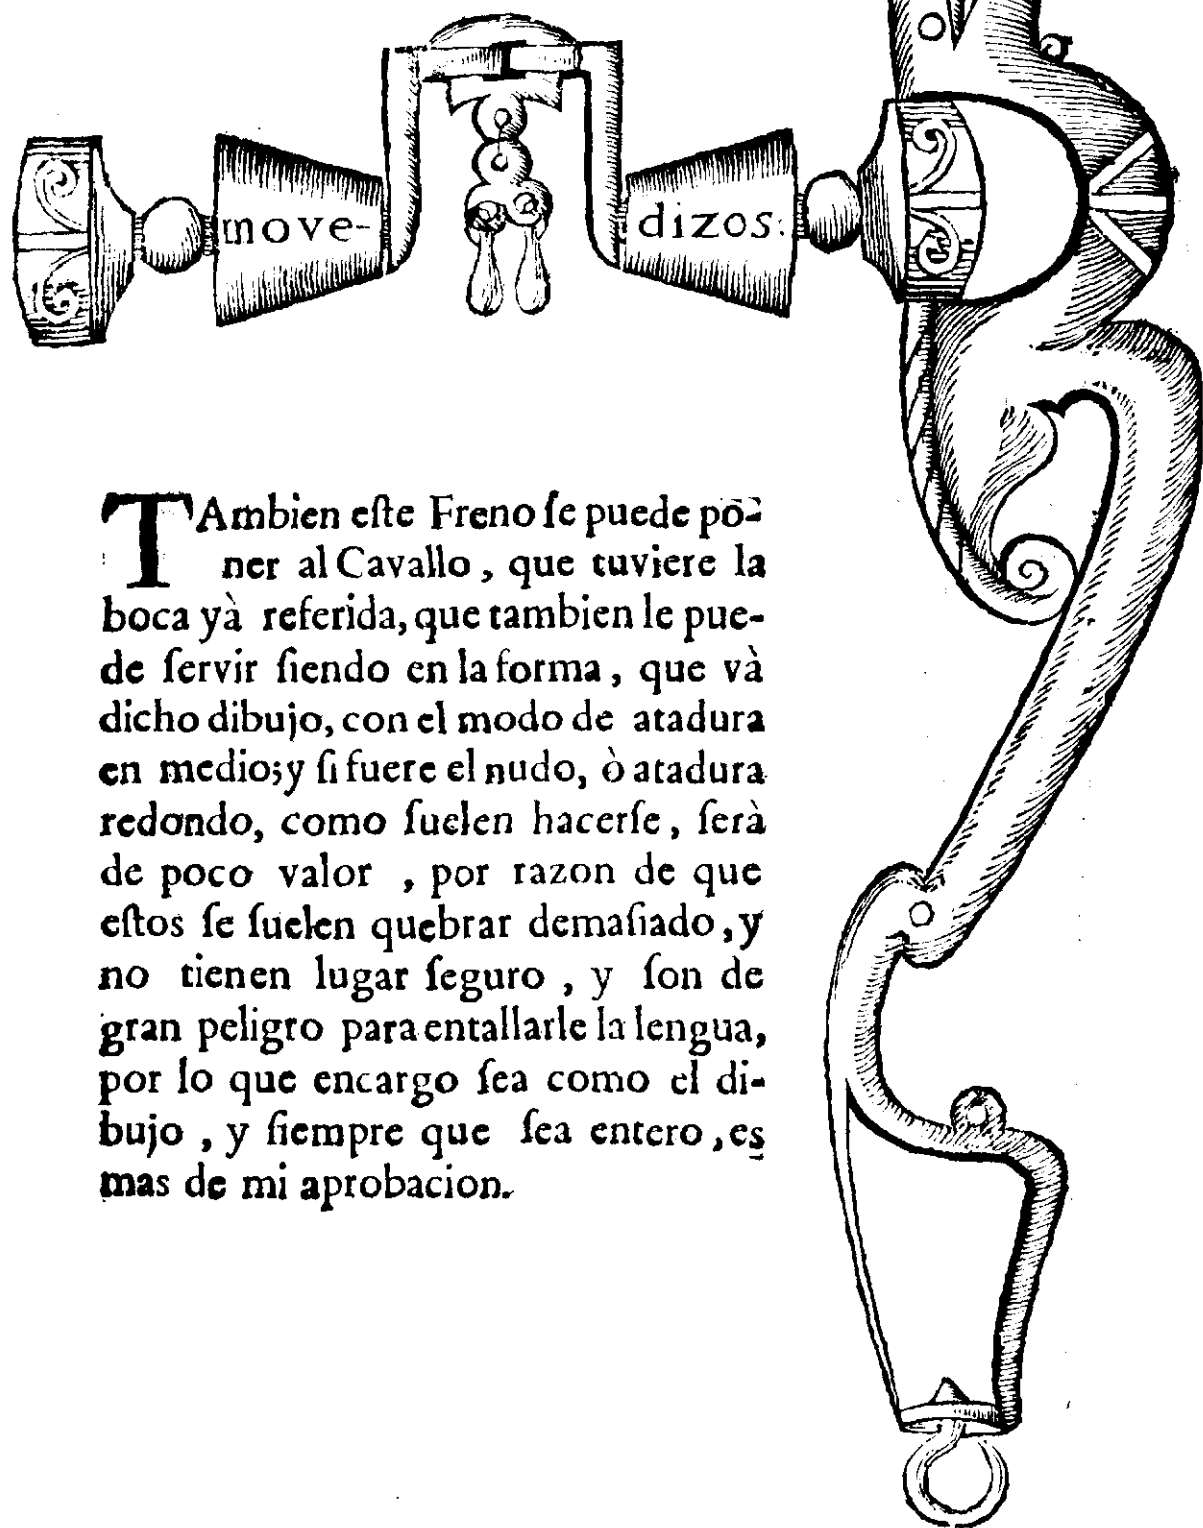 move-
dizos:
TAmbien eſte Freno ſe puede pō-
ner al Cavallo, que tuviere la
boca yà referida, que tambien le pue-
de ſervir ſiendo en la forma, que và
dicho dibujo, con el modo de atadura
en medio; y ſi fuere el nudo, ò atadura
redondo, como ſuelen hacerſe, ſerà
de poco valor, por razon de que
eſtos ſe ſuelen quebrar demaſiado, y
no tienen lugar ſeguro, y ſon de
gran peligro para entallarle la lengua,
por lo que encargo ſea como el di-
bujo, y ſiempre que ſea entero, es
mas de mi aprobacion.